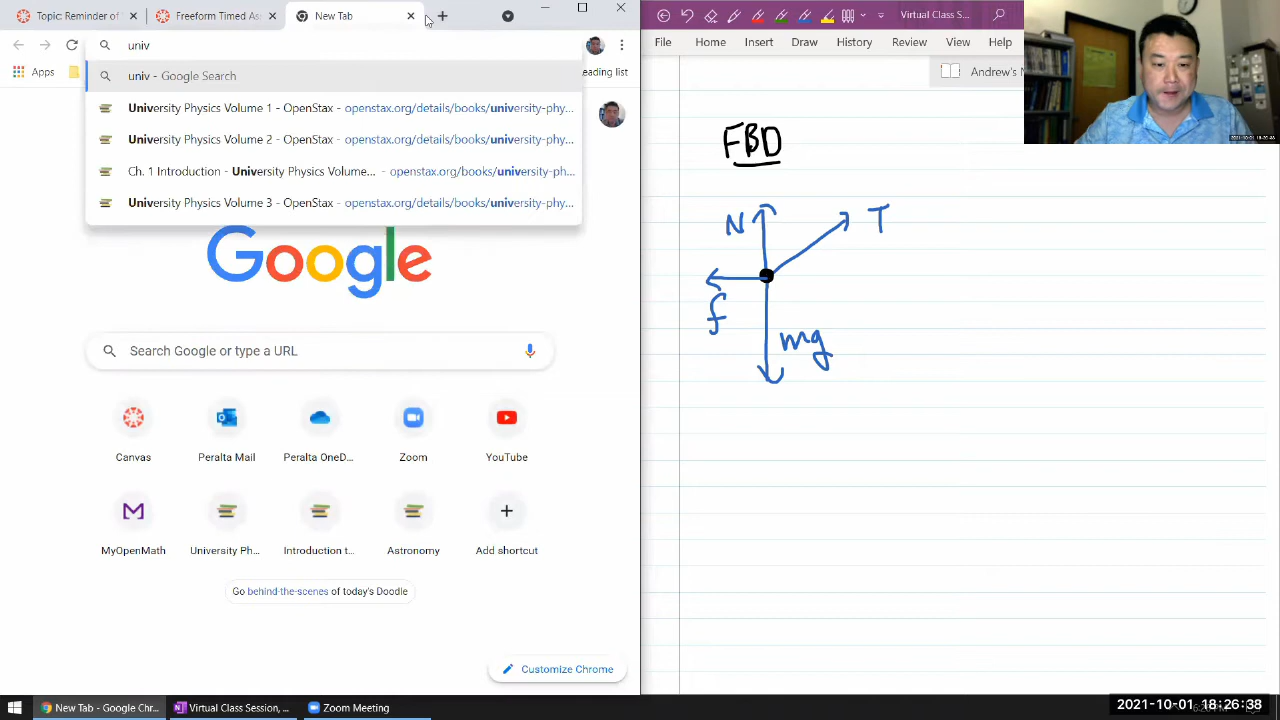 Topic: Reminder of
Freeform Timed As
New Tab
univ
univ - Google Search
Apps
eading list
University Physics Volume 1 - OpenStax - openstax.org/details/books/university-phy...
University Physics Volume 2 - OpenStax - openstax.org/details/books/university-phy...
Ch. 1 Introduction - University Physics Volume... - openstax.org/books/university-ph...
University Physics Volume 3 - OpenStax - openstax.org/details/books/university-phy...
Google
Search Google or type a URL
Canvas
Peralta Mail
Peralta OneD...
Zoom
YouTube
MyOpenMath
University Ph...
Introduction t...
Astronomy
Add shortcut
Go behind-the-scenes of today's Doodle
Customize Chrome
Virtual Class S...
File Home Insert Draw History Review View Help
Andrew's N
FBD
N
T
f
mg
New Tab - Google Chr...
Virtual Class Session, ...
Zoom Meeting
2021-10-01 18:26:38